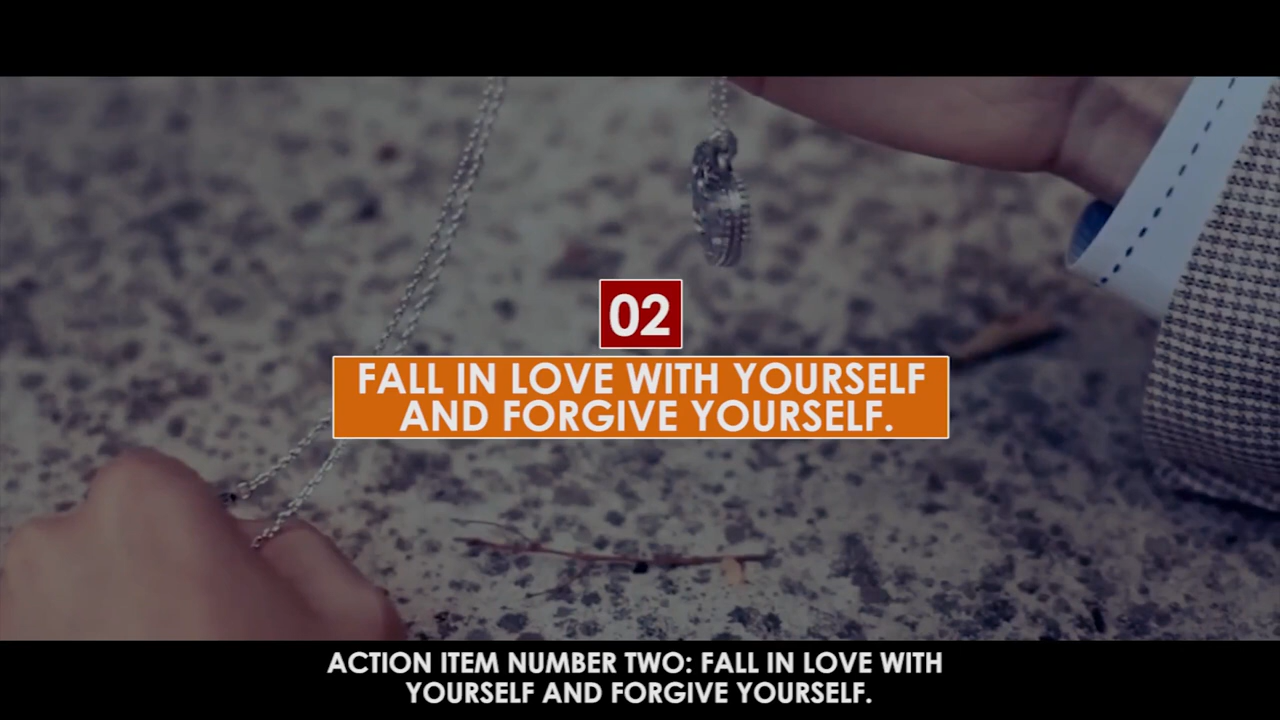 02
FALL IN LOVE WITH YOURSELF
AND FORGIVE YOURSELF.
ACTION ITEM NUMBER TWO: FALL IN LOVE WITH
YOURSELF AND FORGIVE YOURSELF.